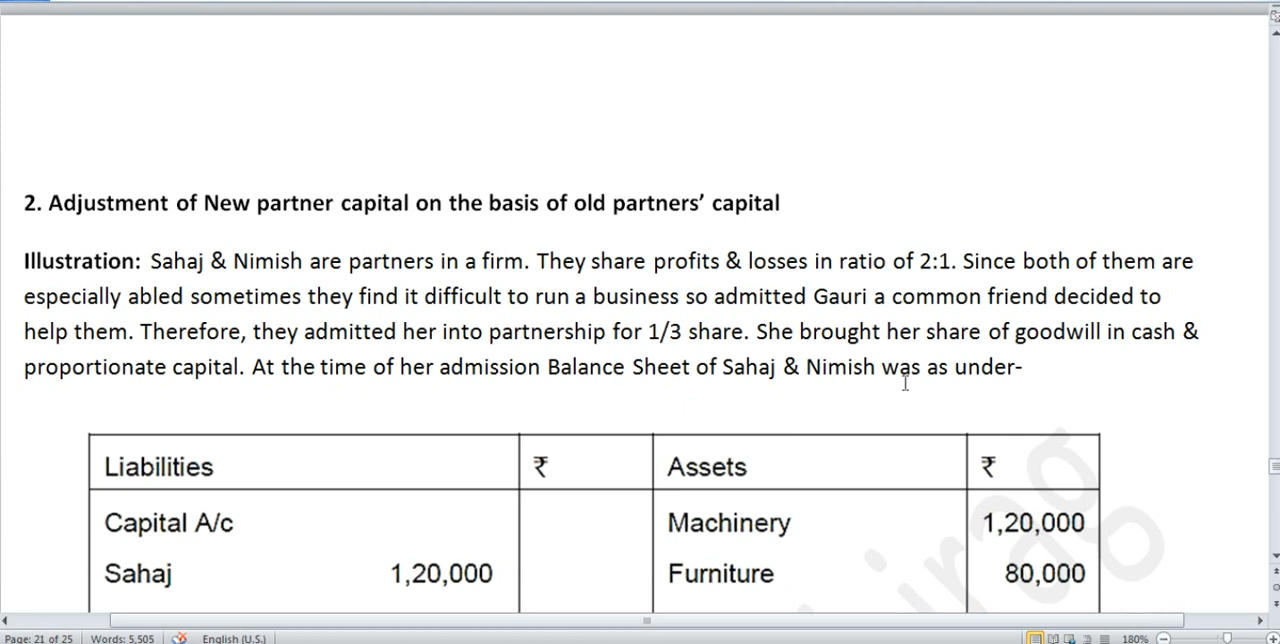 2. Adjustment of New partner capital on the basis of old partners’ capital
Illustration: Sahaj & Nimish are partners in a firm. They share profits & losses in ratio of 2:1. Since both of them are
especially abled sometimes they find it difficult to run a business so admitted Gauri a common friend decided to
help them. Therefore, they admitted her into partnership for 1/3 share. She brought her share of goodwill in cash &
proportionate capital. At the time of her admission Balance Sheet of Sahaj & Nimish was as under-
Liabilities ₹ Assets ₹
Capital A/c Machinery 1,20,000
Sahaj 1,20,000 Furniture 80,000
Page: 21 of 25 Words: 5,505 English (U.S.) 180%